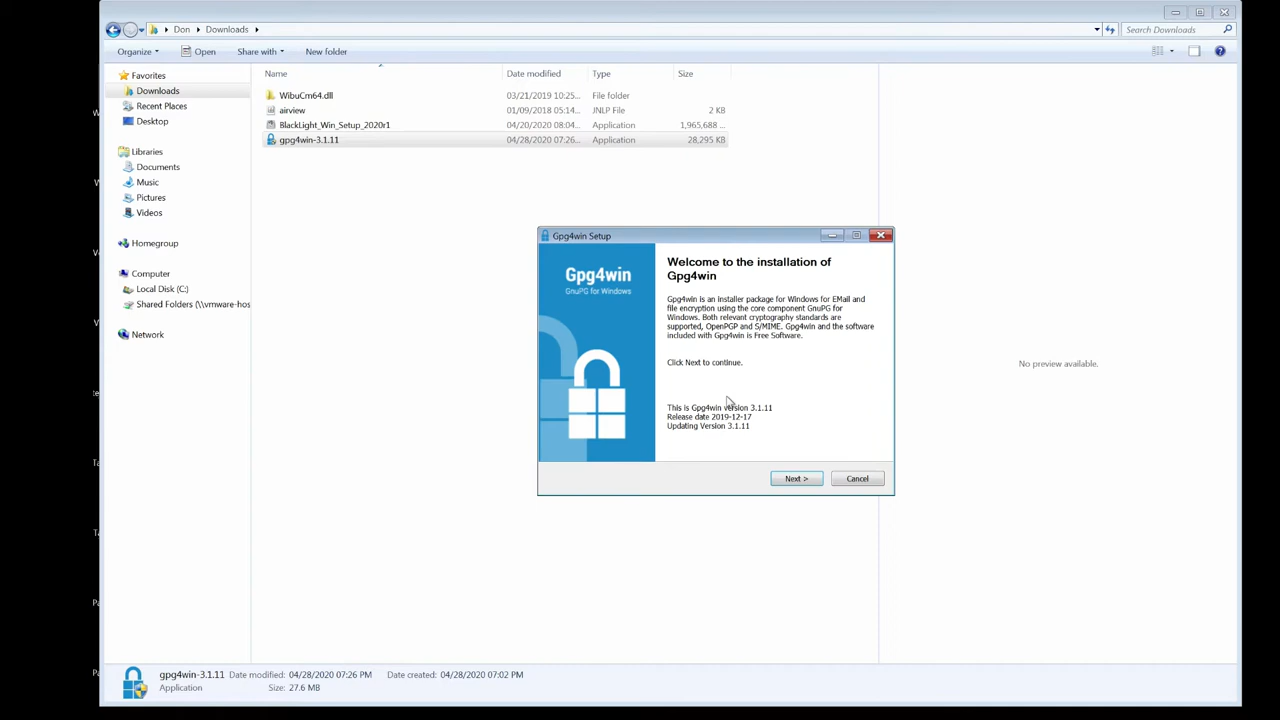 Don
Downloads
Search Downloads
Organize
Open
Share with
New folder
Name
Date modified
Type
Size
Favorites
Downloads
Recent Places
Desktop
Libraries
Documents
Music
Pictures
Videos
Homegroup
Computer
Local Disk (C:)
Shared Folders (\\vmware-hos
Network
WibuCm64.dll 03/21/2019 10:25... File folder
airview 01/09/2018 05:14... JNLP File 2 KB
BlackLight_Win_Setup_2020r1 04/20/2020 08:04... Application 1,965,688 ...
gpg4win-3.1.11 04/28/2020 07:26... Application 28,295 KB
Gpg4win Setup
Gpg4win
GnuPG for Windows
Welcome to the installation of
Gpg4win
Gpg4win is an installer package for Windows for EMail and
file encryption using the core component GnuPG for
Windows. Both relevant cryptography standards are
supported, OpenPGP and S/MIME. Gpg4win and the software
included with Gpg4win is Free Software.
Click Next to continue.
This is Gpg4win version 3.1.11
Release date 2019-12-17
Updating Version 3.1.11
Next >
Cancel
No preview available.
gpg4win-3.1.11 Date modified: 04/28/2020 07:26 PM Date created: 04/28/2020 07:02 PM
Application Size: 27.6 MB